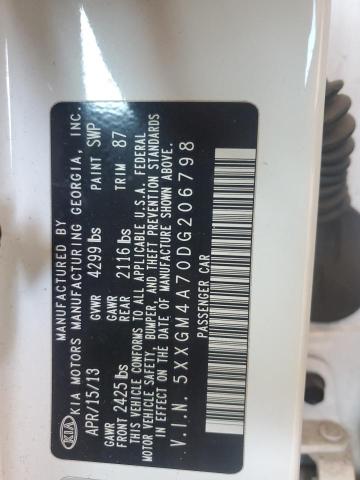 KIA
MANUFACTURED BY
KIA MOTORS MANUFACTURING GEORGIA, INC.
APR/15/13 GVWR 4299 lbs PAINT SWP
GAWR FRONT 2425 lbs GAWR REAR 2116 lbs TRIM 87
THIS VEHICLE CONFORMS TO ALL APPLICABLE U.S.A. FEDERAL
MOTOR VEHICLE SAFETY, BUMPER, AND THEFT PREVENTION STANDARDS
IN EFFECT ON THE DATE OF MANUFACTURE SHOWN ABOVE.
V.I.N. 5XXGM4A70DG206798
PASSENGER CAR